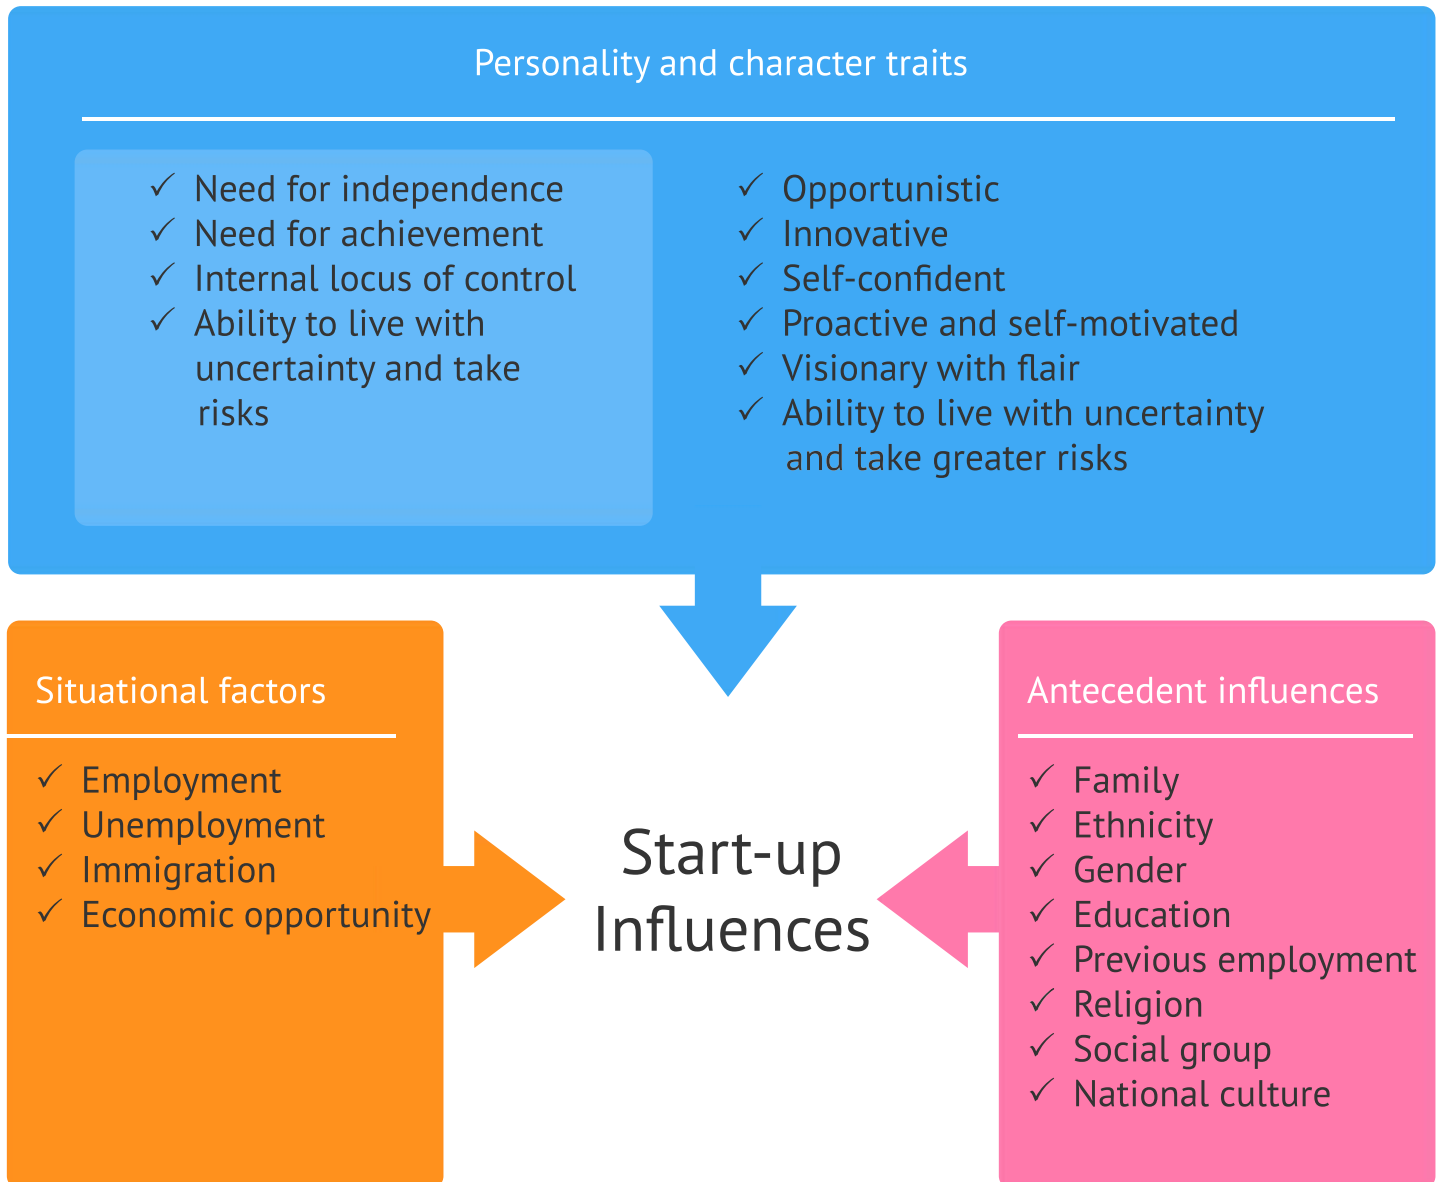 Personality and character traits
✓ Need for independence
✓ Need for achievement
✓ Internal locus of control
✓ Ability to live with
uncertainty and take
risks
✓ Opportunistic
✓ Innovative
✓ Self-confident
✓ Proactive and self-motivated
✓ Visionary with flair
✓ Ability to live with uncertainty
and take greater risks
Situational factors
✓ Employment
✓ Unemployment
✓ Immigration
✓ Economic opportunity
Start-up
Influences
Antecedent influences
✓ Family
✓ Ethnicity
✓ Gender
✓ Education
✓ Previous employment
✓ Religion
✓ Social group
✓ National culture